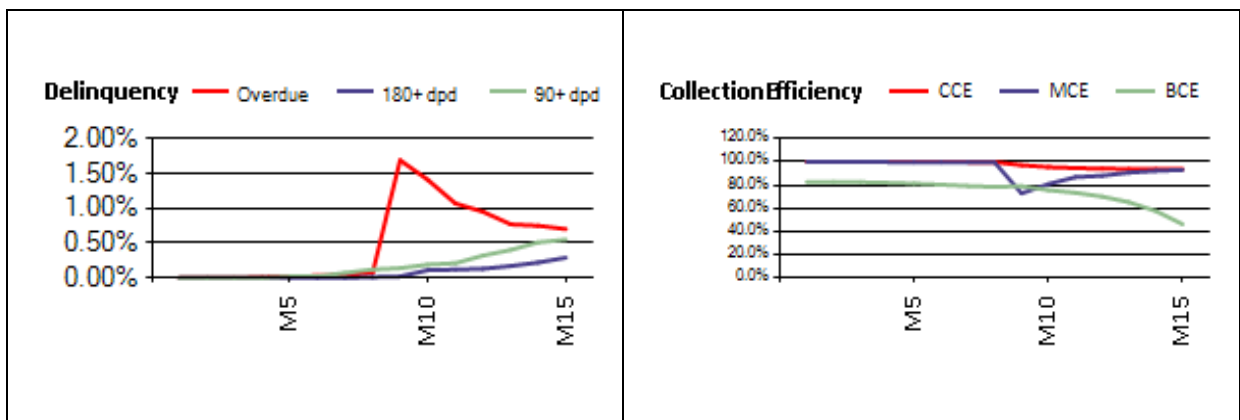 Delinquency Overdue 180+ dpd 90+ dpd
2.00%
1.50%
1.00%
0.50%
0.00%
M5
M10
M15
Collection Efficiency CCE MCE BCE
120.0%
100.0%
80.0%
60.0%
40.0%
20.0%
0.0%
M5
M10
M15